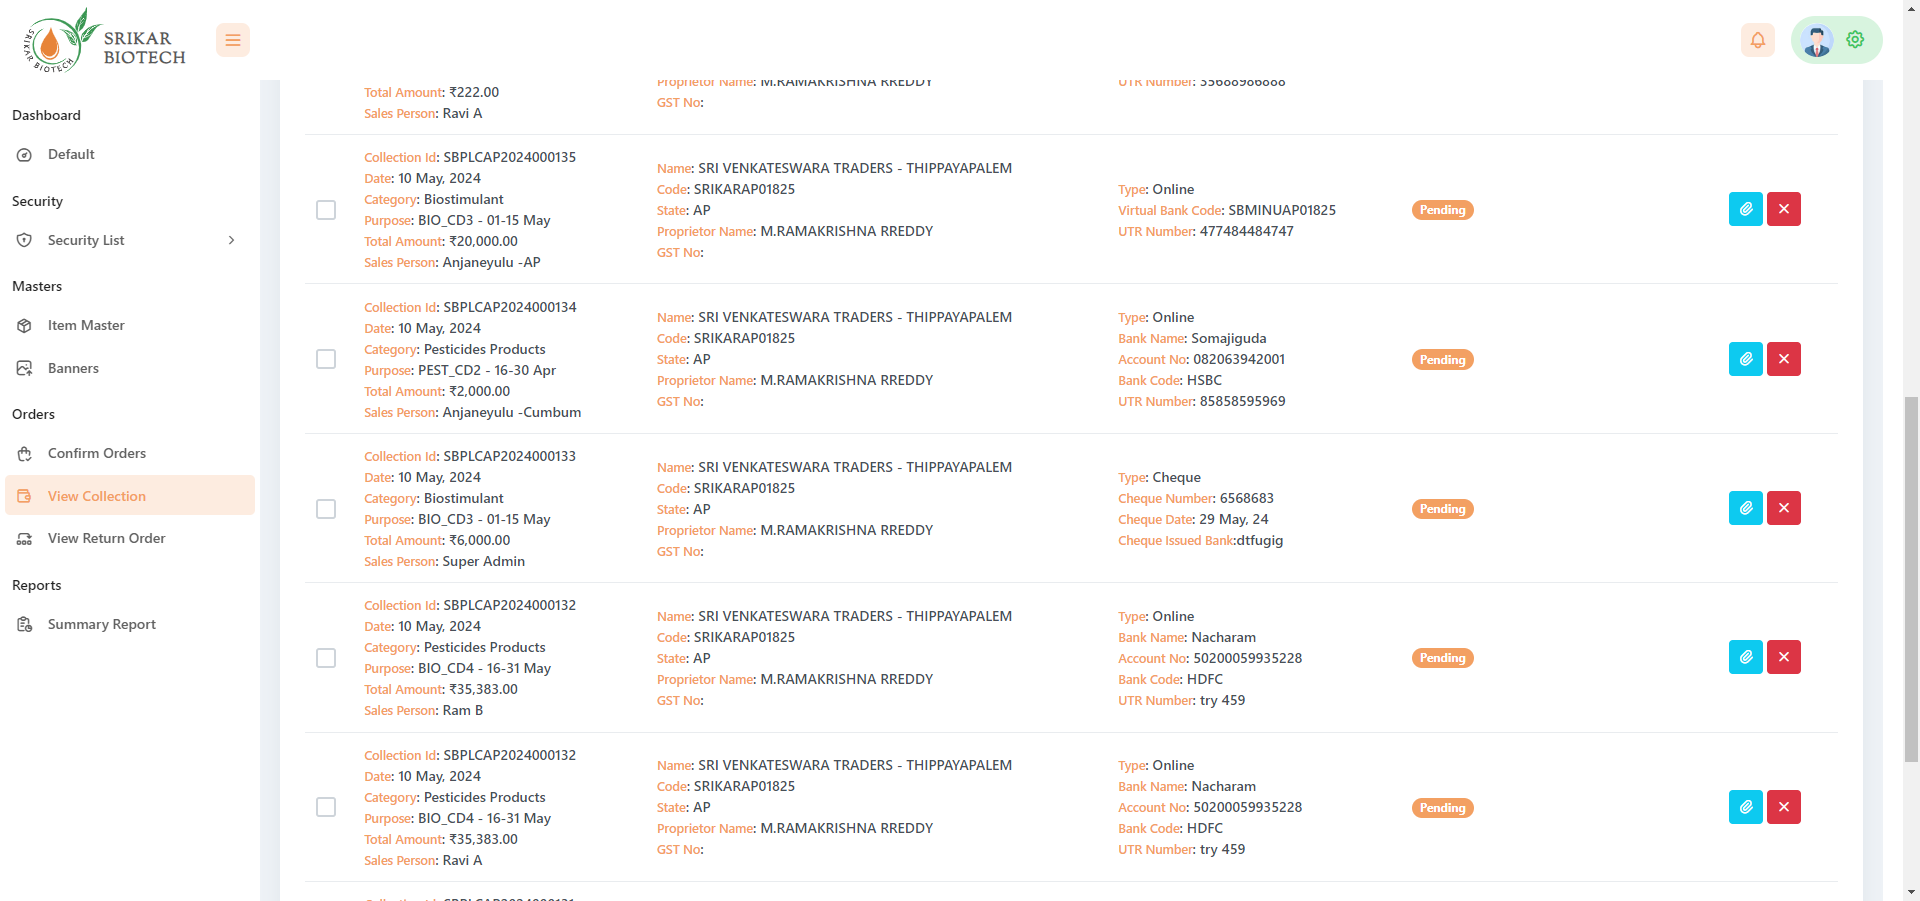 SRIKAR BIOTECH
SRIKAR
BIOTECH
Dashboard
Default
Security
Security List
Masters
Item Master
Banners
Orders
Confirm Orders
View Collection
View Return Order
Reports
Summary Report
Total Amount: ₹222.00
Sales Person: Ravi A
Proprietor Name: M.RAMAKRISHNA RREDDY
GST No:
UTR Number: 35688986888
Collection Id: SBPLCAP2024000135
Date: 10 May, 2024
Category: Biostimulant
Purpose: BIO_CD3 - 01-15 May
Total Amount: ₹20,000.00
Sales Person: Anjaneyulu -AP
Name: SRI VENKATESWARA TRADERS - THIPPAYAPALEM
Code: SRIKARAP01825
State: AP
Proprietor Name: M.RAMAKRISHNA RREDDY
GST No:
Type: Online
Virtual Bank Code: SBMINUAP01825
UTR Number: 477484484747
Pending
Collection Id: SBPLCAP2024000134
Date: 10 May, 2024
Category: Pesticides Products
Purpose: PEST_CD2 - 16-30 Apr
Total Amount: ₹2,000.00
Sales Person: Anjaneyulu -Cumbum
Name: SRI VENKATESWARA TRADERS - THIPPAYAPALEM
Code: SRIKARAP01825
State: AP
Proprietor Name: M.RAMAKRISHNA RREDDY
GST No:
Type: Online
Bank Name: Somajiguda
Account No: 082063942001
Bank Code: HSBC
UTR Number: 85858595969
Pending
Collection Id: SBPLCAP2024000133
Date: 10 May, 2024
Category: Biostimulant
Purpose: BIO_CD3 - 01-15 May
Total Amount: ₹6,000.00
Sales Person: Super Admin
Name: SRI VENKATESWARA TRADERS - THIPPAYAPALEM
Code: SRIKARAP01825
State: AP
Proprietor Name: M.RAMAKRISHNA RREDDY
GST No:
Type: Cheque
Cheque Number: 6568683
Cheque Date: 29 May, 24
Cheque Issued Bank:dtfugig
Pending
Collection Id: SBPLCAP2024000132
Date: 10 May, 2024
Category: Pesticides Products
Purpose: BIO_CD4 - 16-31 May
Total Amount: ₹35,383.00
Sales Person: Ram B
Name: SRI VENKATESWARA TRADERS - THIPPAYAPALEM
Code: SRIKARAP01825
State: AP
Proprietor Name: M.RAMAKRISHNA RREDDY
GST No:
Type: Online
Bank Name: Nacharam
Account No: 50200059935228
Bank Code: HDFC
UTR Number: try 459
Pending
Collection Id: SBPLCAP2024000132
Date: 10 May, 2024
Category: Pesticides Products
Purpose: BIO_CD4 - 16-31 May
Total Amount: ₹35,383.00
Sales Person: Ravi A
Name: SRI VENKATESWARA TRADERS - THIPPAYAPALEM
Code: SRIKARAP01825
State: AP
Proprietor Name: M.RAMAKRISHNA RREDDY
GST No:
Type: Online
Bank Name: Nacharam
Account No: 50200059935228
Bank Code: HDFC
UTR Number: try 459
Pending